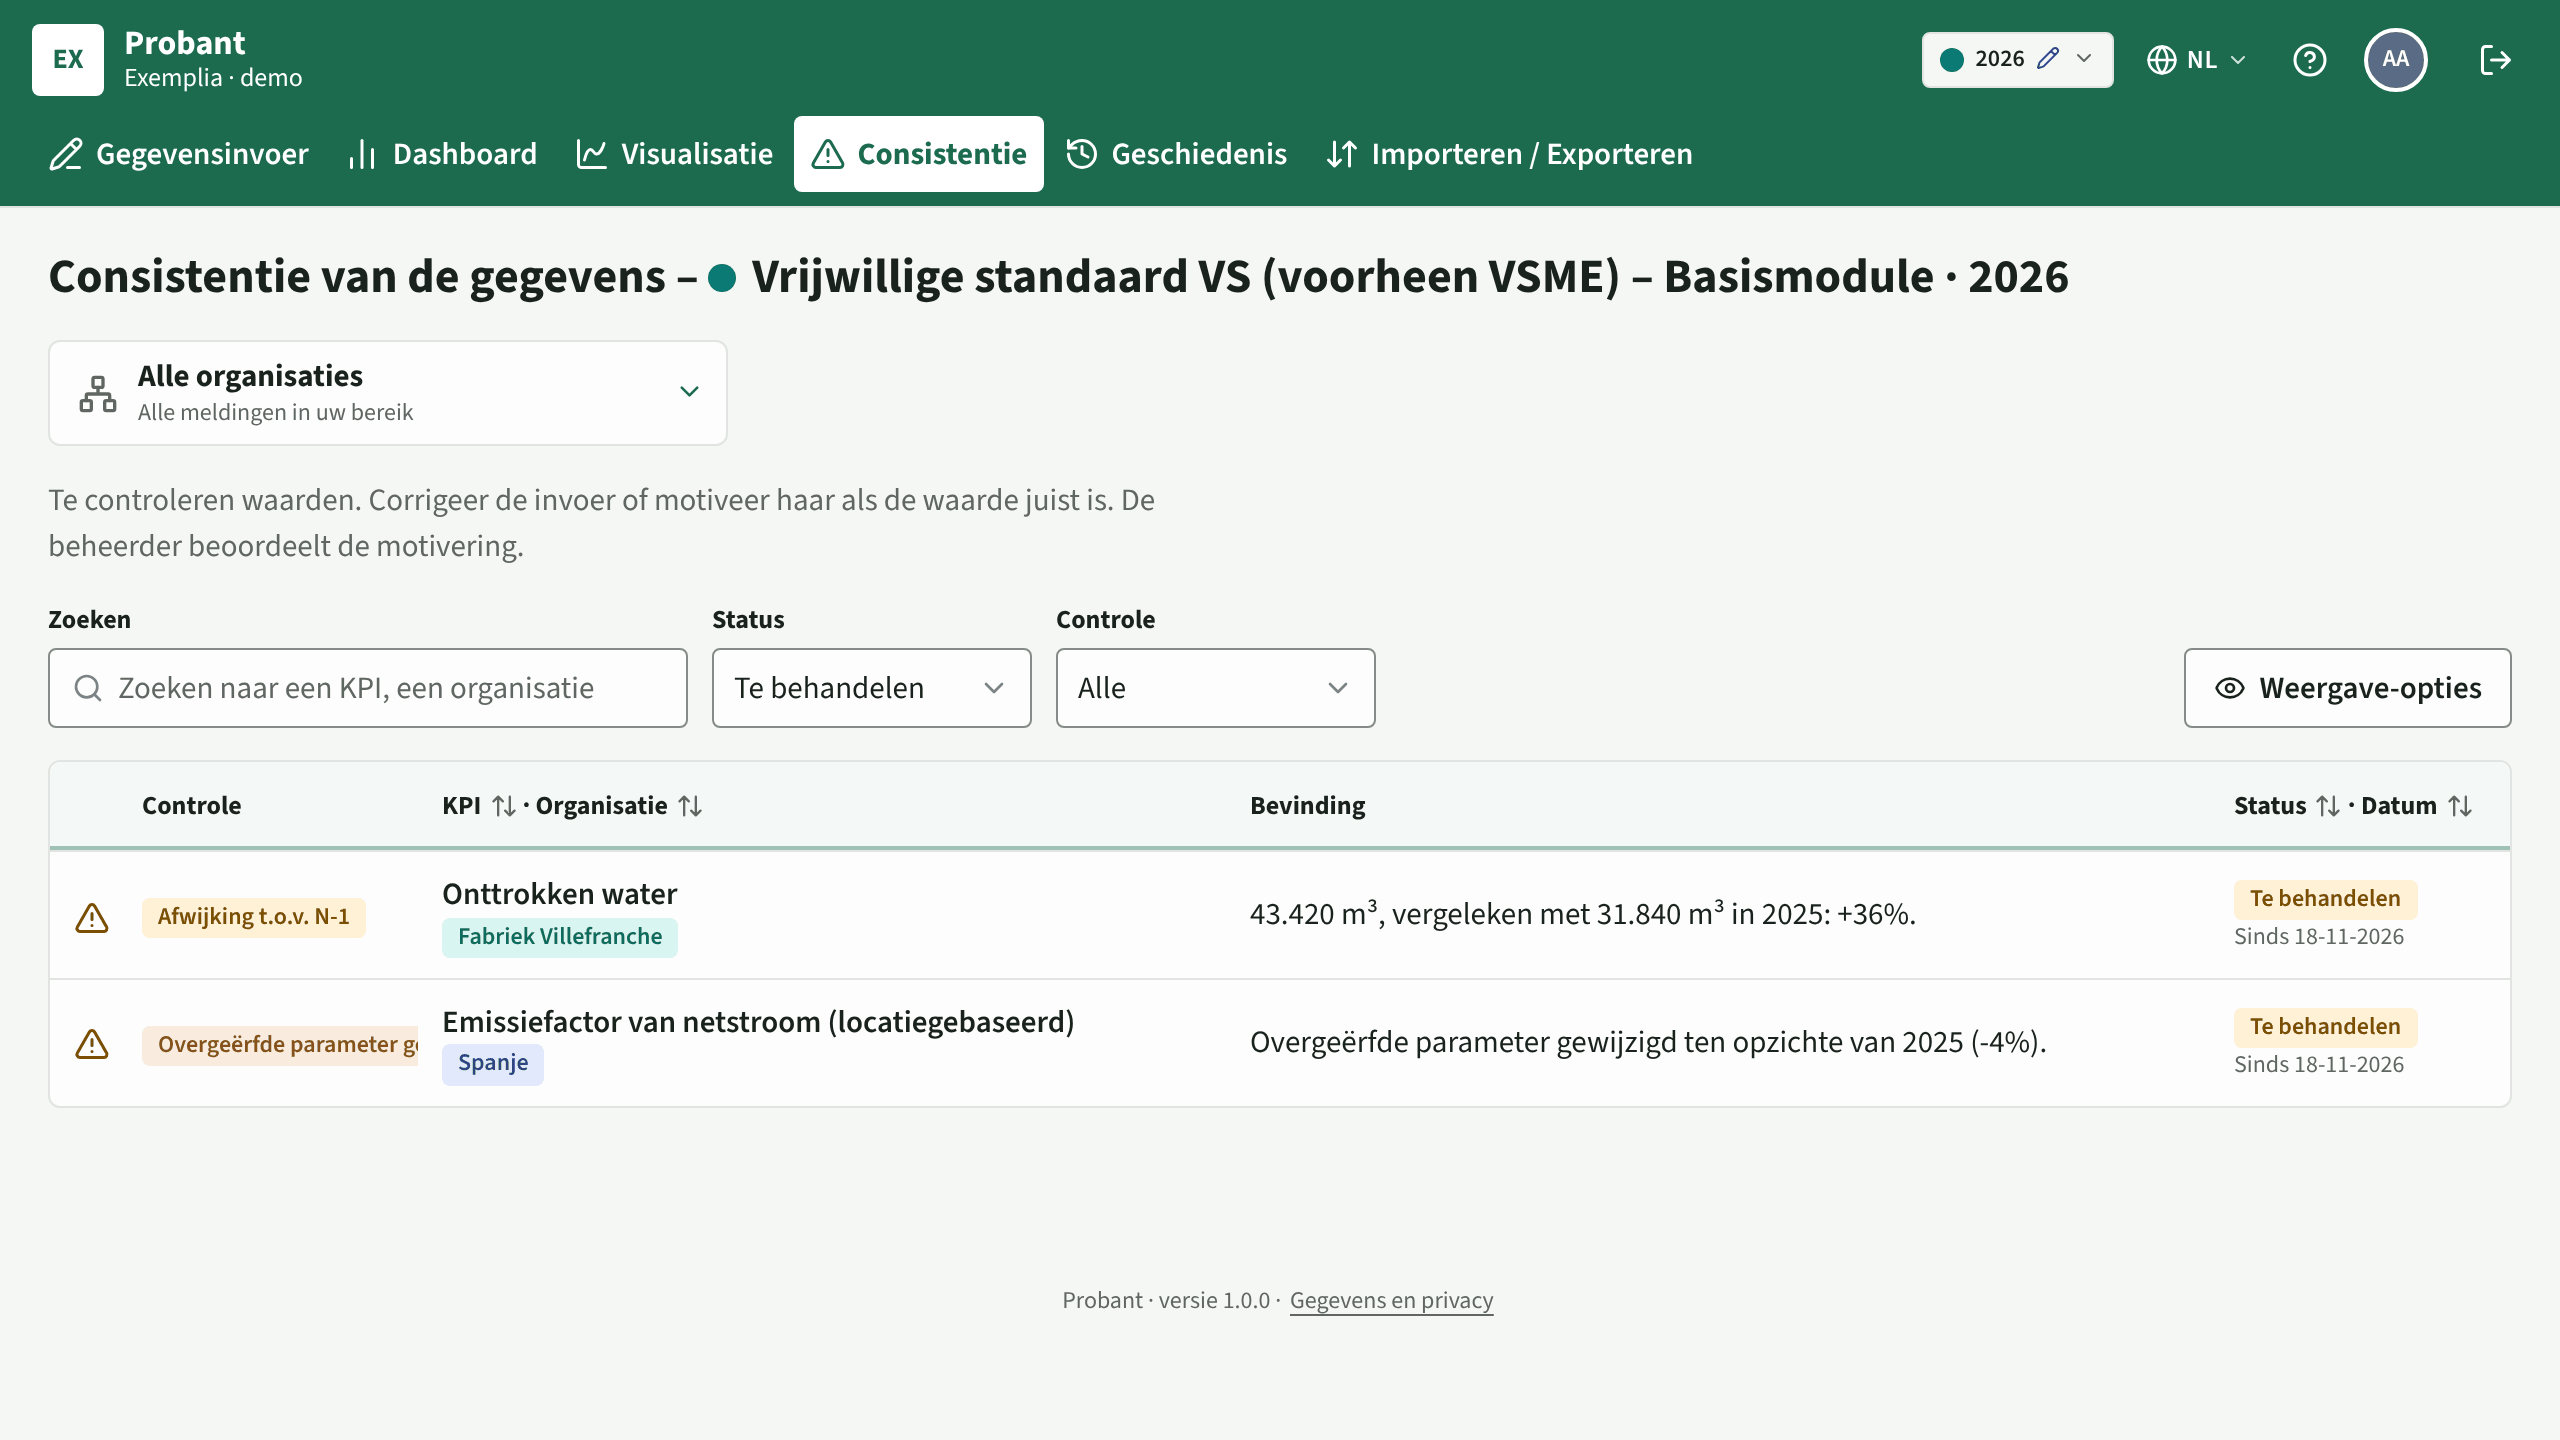 EX
Probant
Exemplia · demo
2026
NL
AA
Gegevensinvoer
Dashboard
Visualisatie
Consistentie
Geschiedenis
Importeren / Exporteren
Consistentie van de gegevens – Vrijwillige standaard VS (voorheen VSME) – Basismodule · 2026
Alle organisaties
Alle meldingen in uw bereik
Te controleren waarden. Corrigeer de invoer of motiveer haar als de waarde juist is. De
beheerder beoordeelt de motivering.
Zoeken
Status
Controle
Zoeken naar een KPI, een organisatie
Te behandelen
Alle
Weergave-opties
Controle
KPI · Organisatie
Bevinding
Status · Datum
Afwijking t.o.v. N-1
Onttrokken water
Fabriek Villefranche
43.420 m³, vergeleken met 31.840 m³ in 2025: +36%.
Te behandelen
Sinds 18-11-2026
Overgeërfde parameter
Emissiefactor van netstroom (locatiegebaseerd)
Spanje
Overgeërfde parameter gewijzigd ten opzichte van 2025 (-4%).
Te behandelen
Sinds 18-11-2026
Probant · versie 1.0.0 · Gegevens en privacy